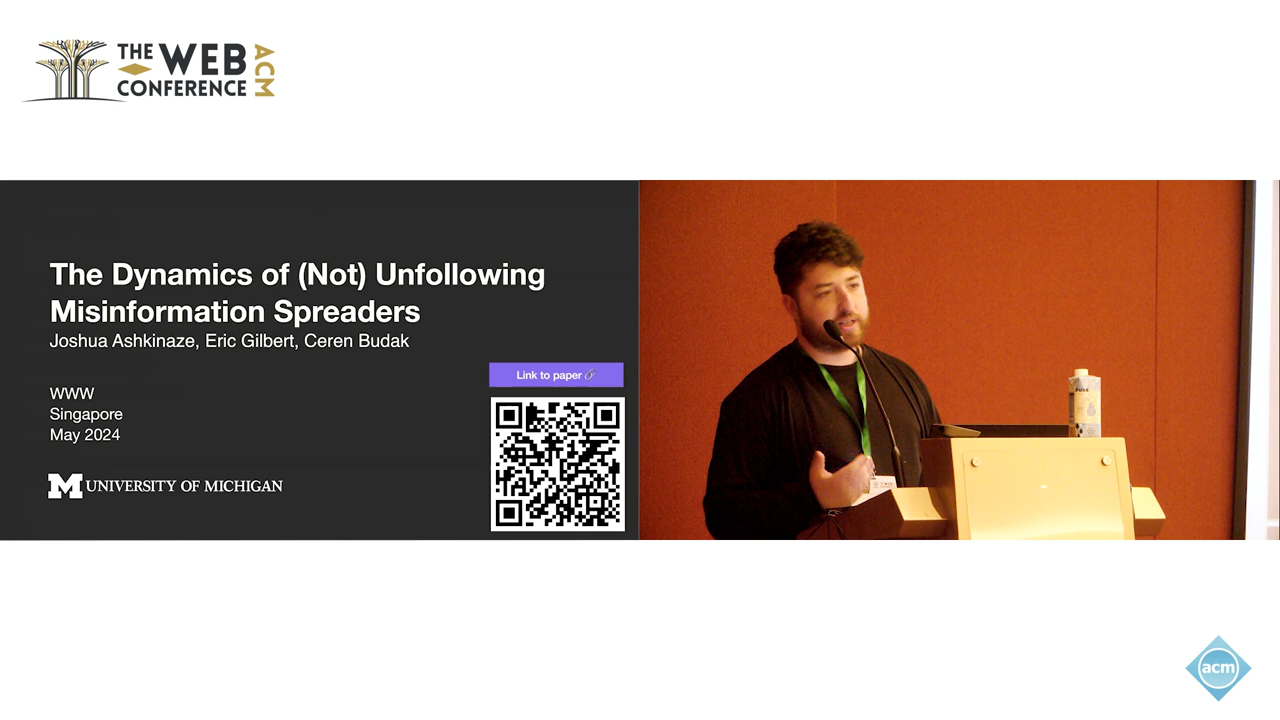 THE WEB
CONFERENCE
ACM
The Dynamics of (Not) Unfollowing
Misinformation Spreaders
Joshua Ashkinaze, Eric Gilbert, Ceren Budak
Link to paper
WWW
Singapore
May 2024
M UNIVERSITY OF MICHIGAN
acm